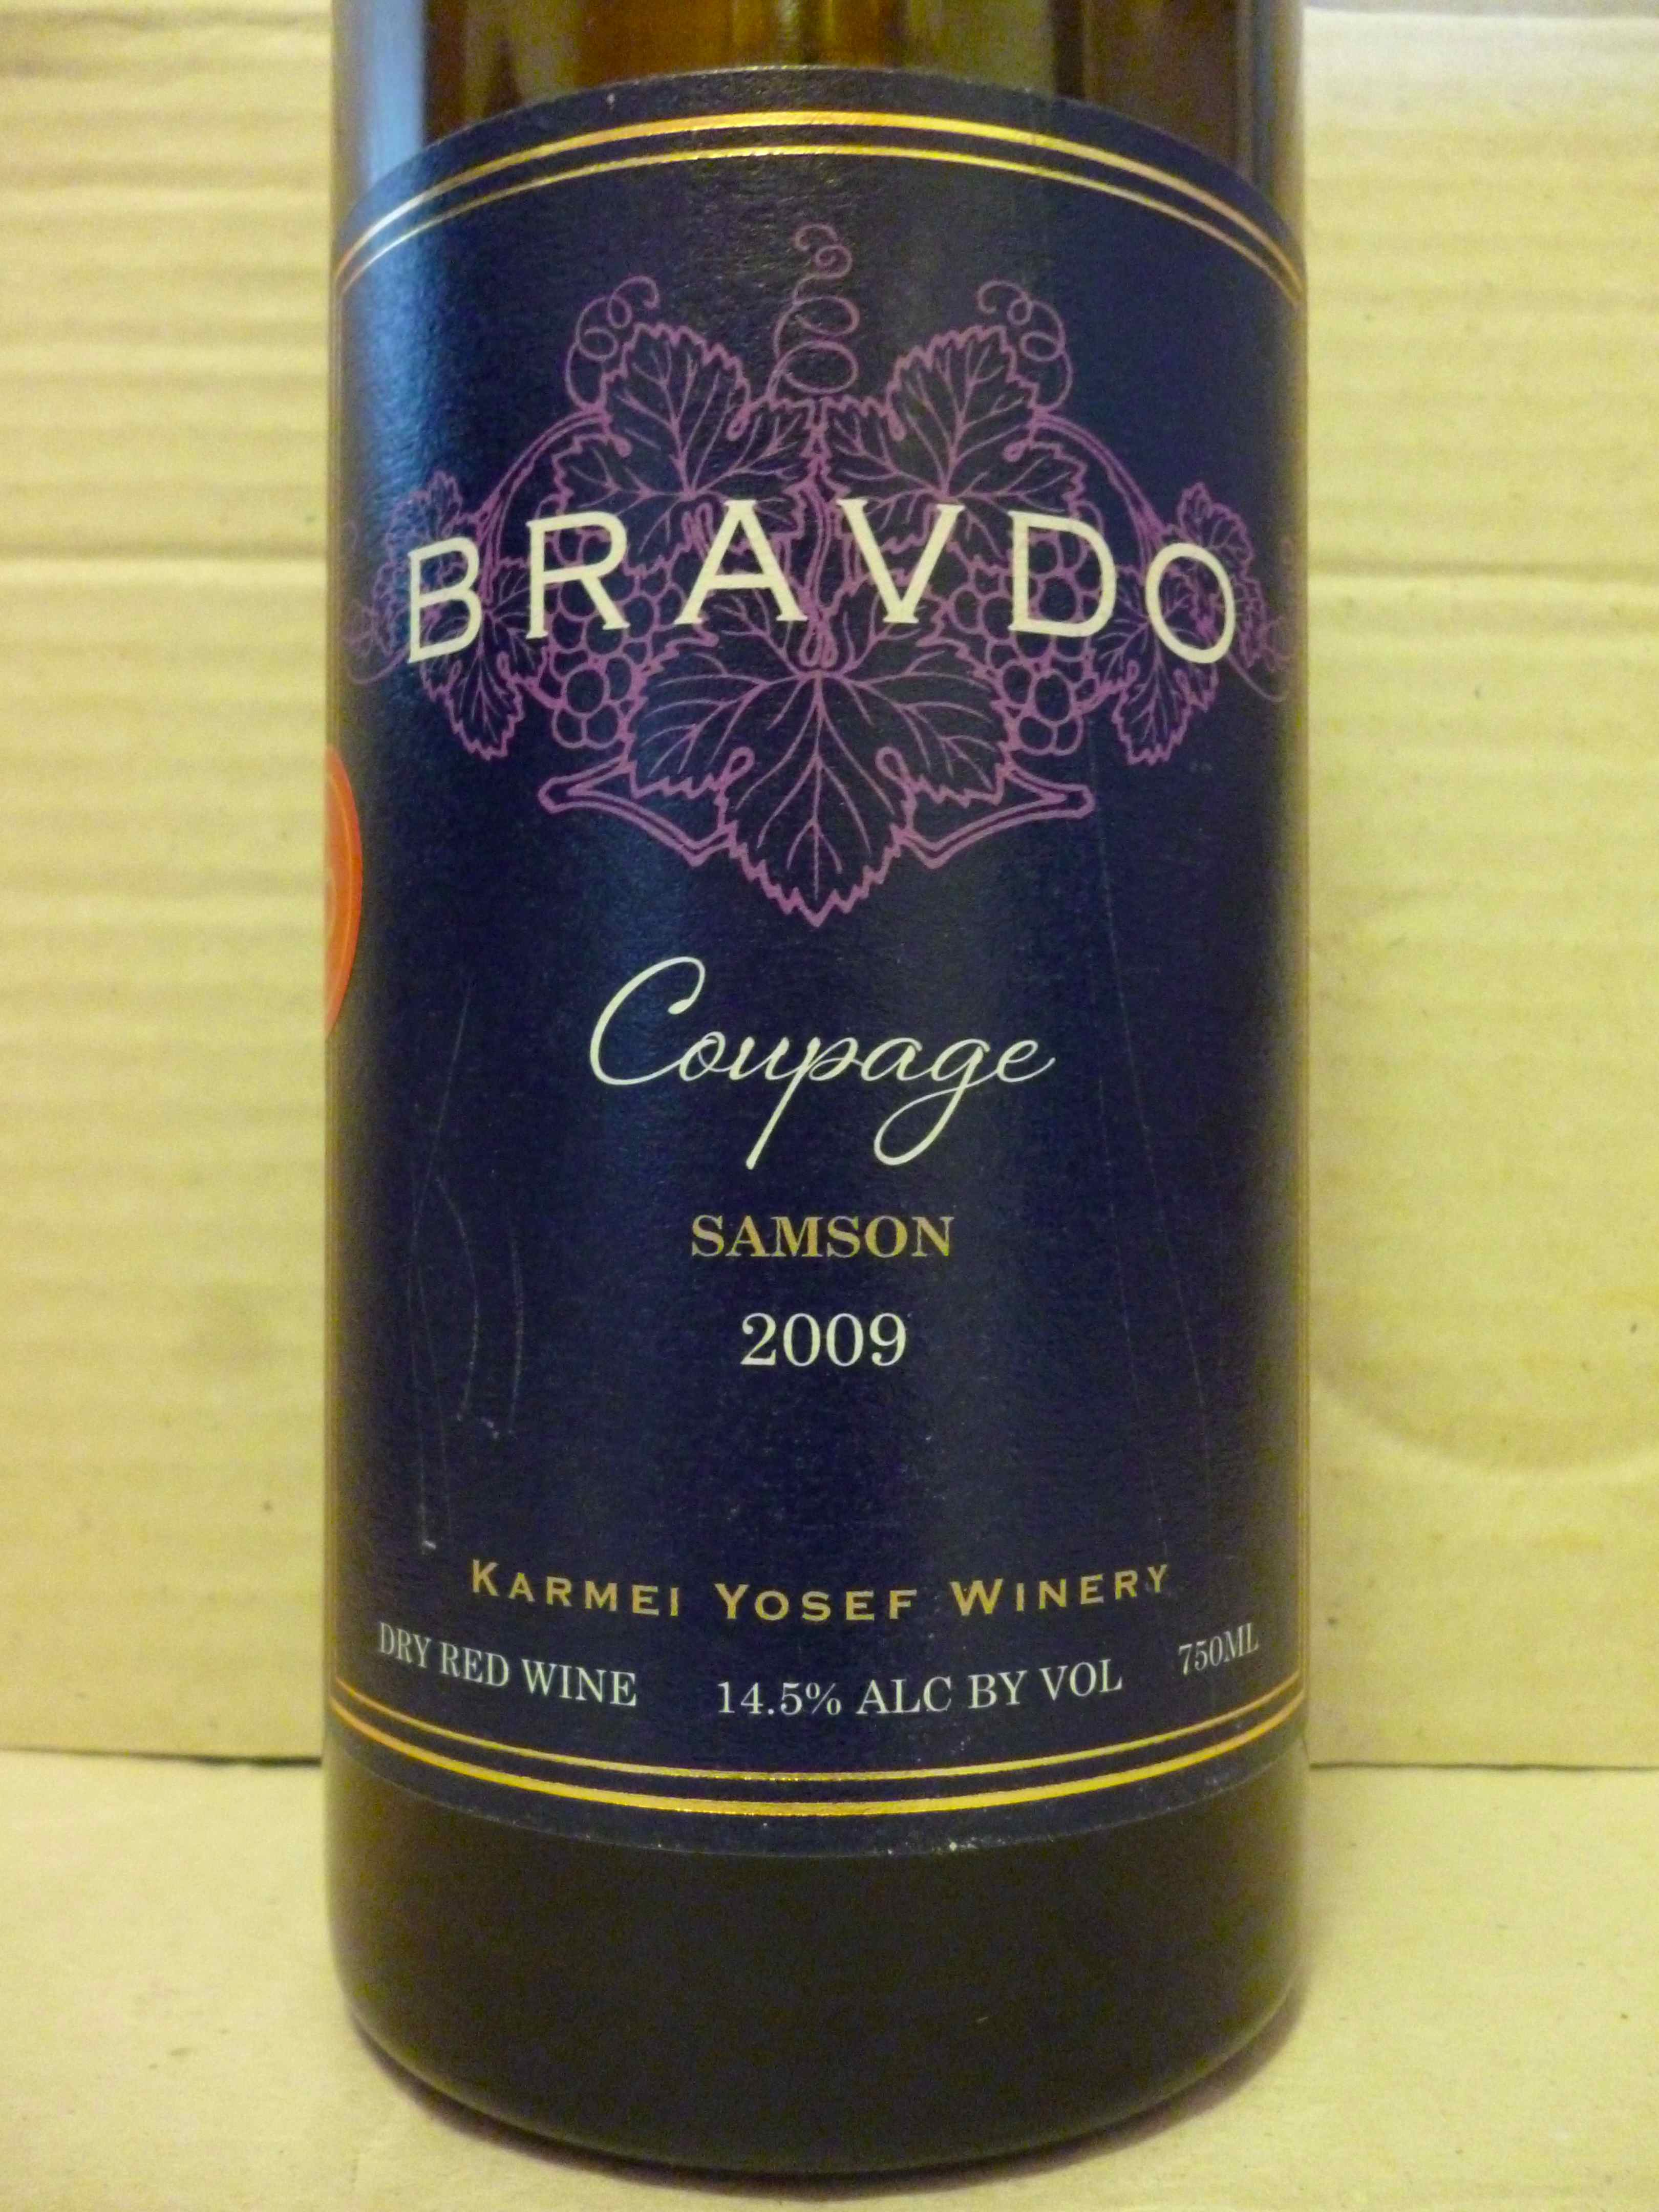 BRAVDO
Coupage
SAMSON
2009
KARMEI YOSEF WINERY
DRY RED WINE 14.5% ALC BY VOL 750ML